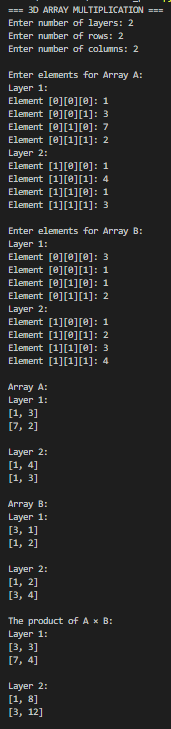 === 3D ARRAY MULTIPLICATION ===
Enter number of layers: 2
Enter number of rows: 2
Enter number of columns: 2

Enter elements for Array A:
Layer 1:
Element [0][0][0]: 1
Element [0][0][1]: 3
Element [0][1][0]: 7
Element [0][1][1]: 2
Layer 2:
Element [1][0][0]: 1
Element [1][0][1]: 4
Element [1][1][0]: 1
Element [1][1][1]: 3

Enter elements for Array B:
Layer 1:
Element [0][0][0]: 3
Element [0][0][1]: 1
Element [0][1][0]: 1
Element [0][1][1]: 2
Layer 2:
Element [1][0][0]: 1
Element [1][0][1]: 2
Element [1][1][0]: 3
Element [1][1][1]: 4

Array A:
Layer 1:
[1, 3]
[7, 2]

Layer 2:
[1, 4]
[1, 3]

Array B:
Layer 1:
[3, 1]
[1, 2]

Layer 2:
[1, 2]
[3, 4]

The product of A × B:
Layer 1:
[3, 3]
[7, 4]

Layer 2:
[1, 8]
[3, 12]